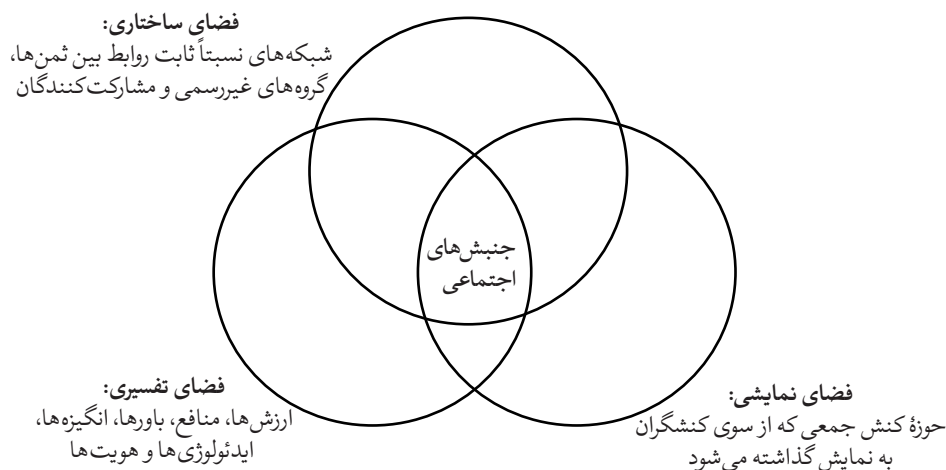 فضای ساختاری:
شبکه‌های نسبتاً ثابت روابط بین ثمن‌ها،
گروه‌های غیررسمی و مشارکت‌کنندگان
جنبش‌های
اجتماعی
فضای تفسیری:
ارزش‌ها، منافع، باورها، انگیزه‌ها،
ایدئولوژی‌ها و هویت‌ها
فضای نمایشی:
حوزهٔ کنش جمعی که از سوی کنشگران
به نمایش گذاشته می‌شود